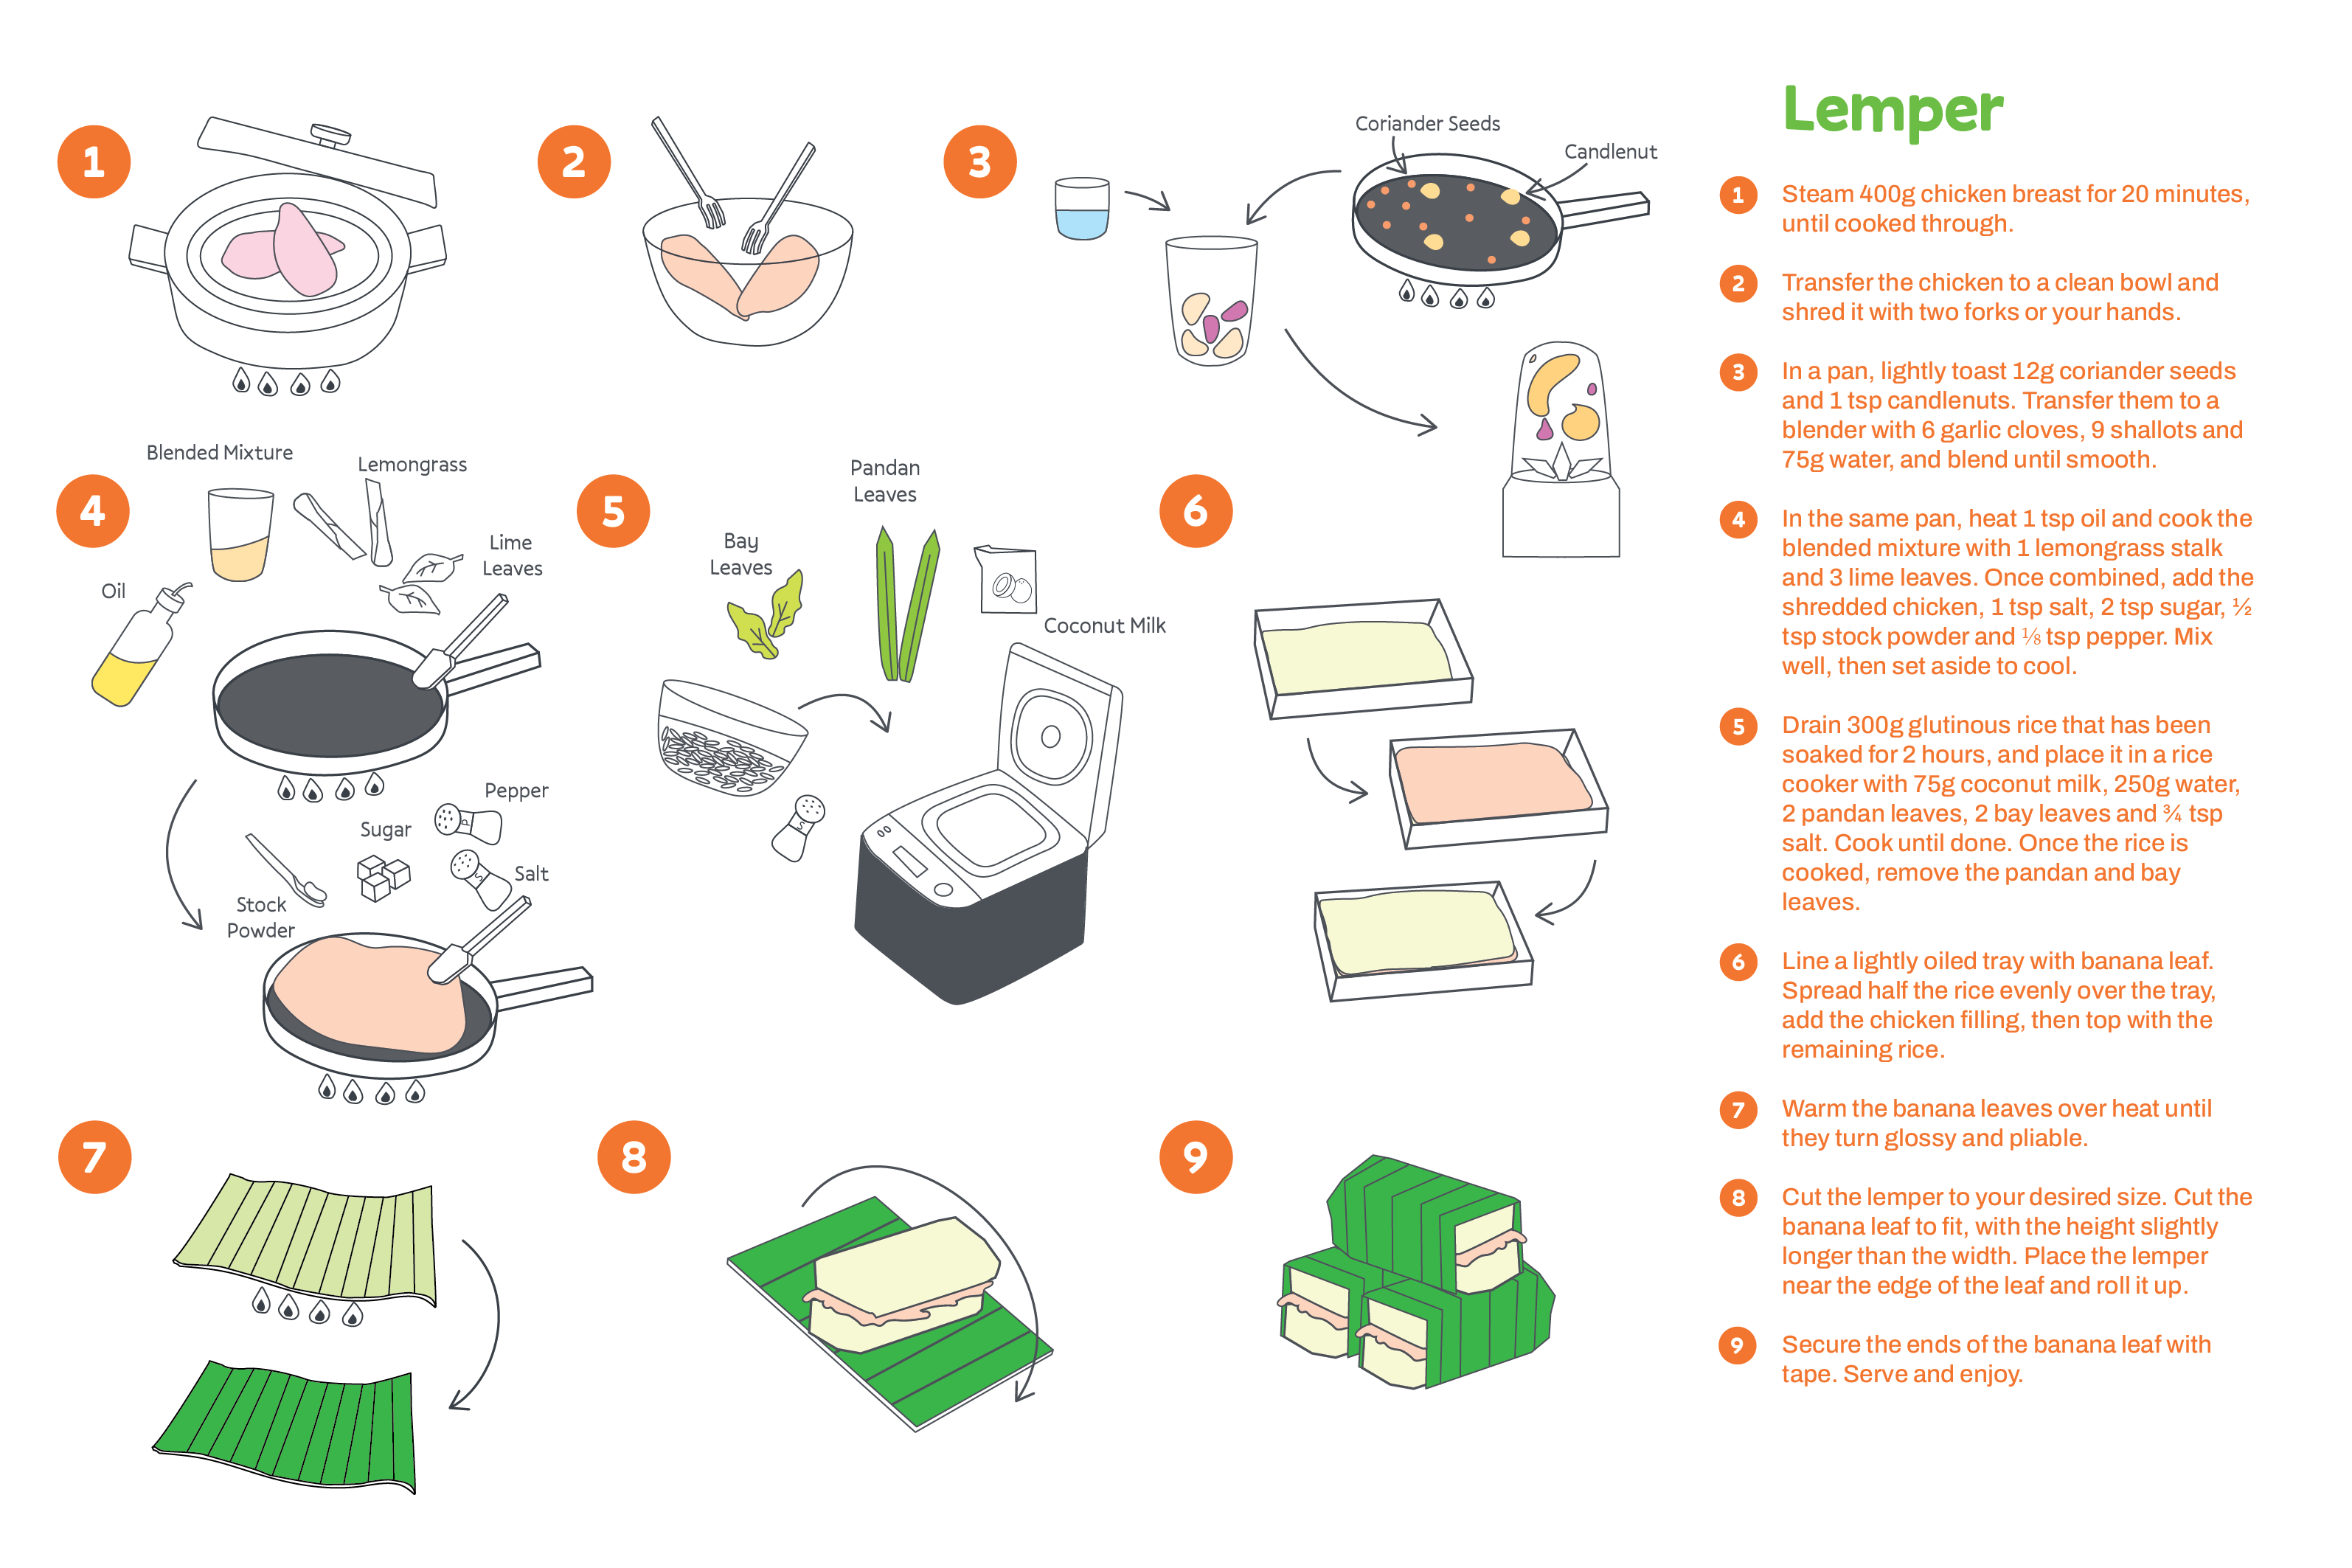 1
2
3
Coriander Seeds
Candlenut
4
Blended Mixture
Lemongrass
Lime
Leaves
Oil
Pepper
Sugar
Salt
Stock
Powder
P
S
5
Pandan
Leaves
Bay
Leaves
Coconut Milk
S
6
7
8
9
Lemper
1 Steam 400g chicken breast for 20 minutes,
until cooked through.
2 Transfer the chicken to a clean bowl and
shred it with two forks or your hands.
3 In a pan, lightly toast 12g coriander seeds
and 1 tsp candlenuts. Transfer them to a
blender with 6 garlic cloves, 9 shallots and
75g water, and blend until smooth.
4 In the same pan, heat 1 tsp oil and cook the
blended mixture with 1 lemongrass stalk
and 3 lime leaves. Once combined, add the
shredded chicken, 1 tsp salt, 2 tsp sugar, ½
tsp stock powder and ⅛ tsp pepper. Mix
well, then set aside to cool.
5 Drain 300g glutinous rice that has been
soaked for 2 hours, and place it in a rice
cooker with 75g coconut milk, 250g water,
2 pandan leaves, 2 bay leaves and ¾ tsp
salt. Cook until done. Once the rice is
cooked, remove the pandan and bay
leaves.
6 Line a lightly oiled tray with banana leaf.
Spread half the rice evenly over the tray,
add the chicken filling, then top with the
remaining rice.
7 Warm the banana leaves over heat until
they turn glossy and pliable.
8 Cut the lemper to your desired size. Cut the
banana leaf to fit, with the height slightly
longer than the width. Place the lemper
near the edge of the leaf and roll it up.
9 Secure the ends of the banana leaf with
tape. Serve and enjoy.